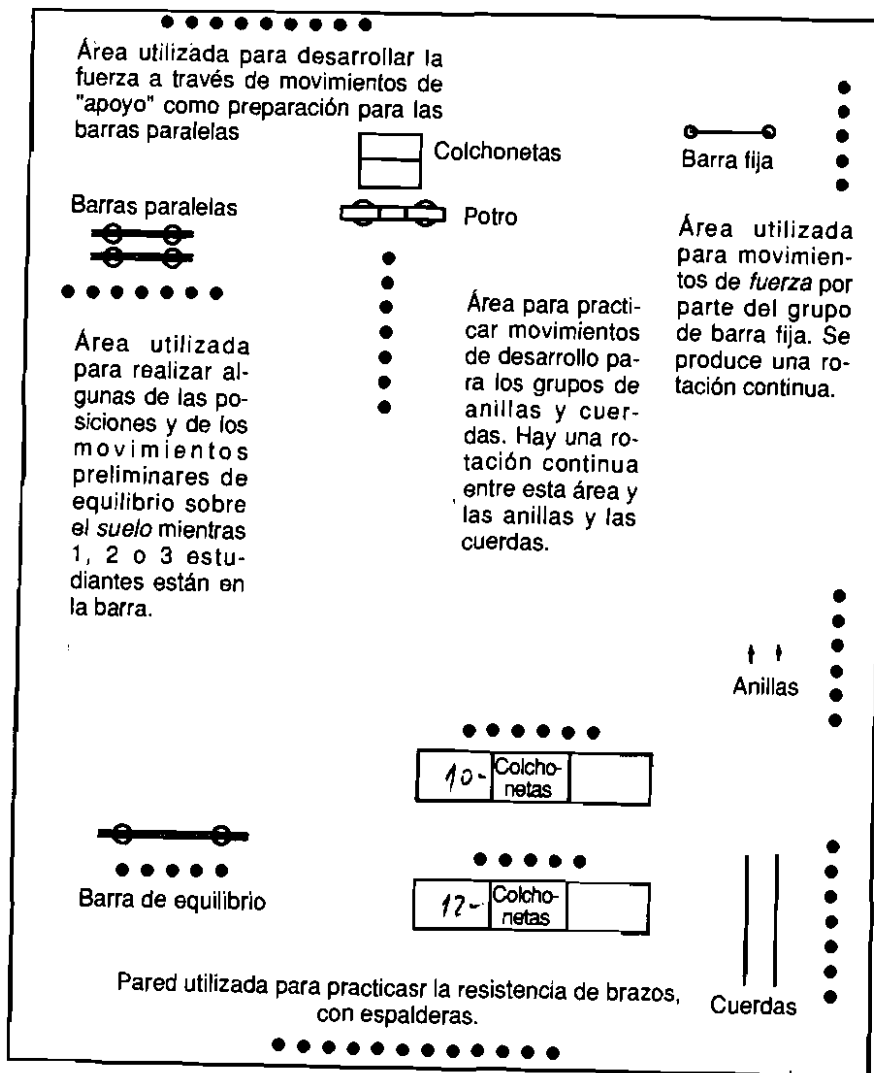 Área utilizada para desarrollar la
fuerza a través de movimientos de
"apoyo" como preparación para las
barras paralelas
Colchonetas
Barra fija
Barras paralelas
Potro
Área utilizada
para movimien-
tos de fuerza por
parte del grupo
de barra fija. Se
produce una ro-
tación continua.
Área para practi-
car movimientos
de desarrollo pa-
ra los grupos de
anillas y cuer-
das. Hay una ro-
tación continua
entre esta área y
las anillas y las
cuerdas.
Área utilizada
para realizar al-
gunas de las po-
siciones y de los
movimientos
preliminares de
equilibrio sobre
el suelo mientras
1, 2 o 3 estu-
diantes están en
la barra.
Anillas
10- Colcho-
netas
Barra de equilibrio
12- Colcho-
netas
Pared utilizada para practicasr la resistencia de brazos,
con espalderas.
Cuerdas